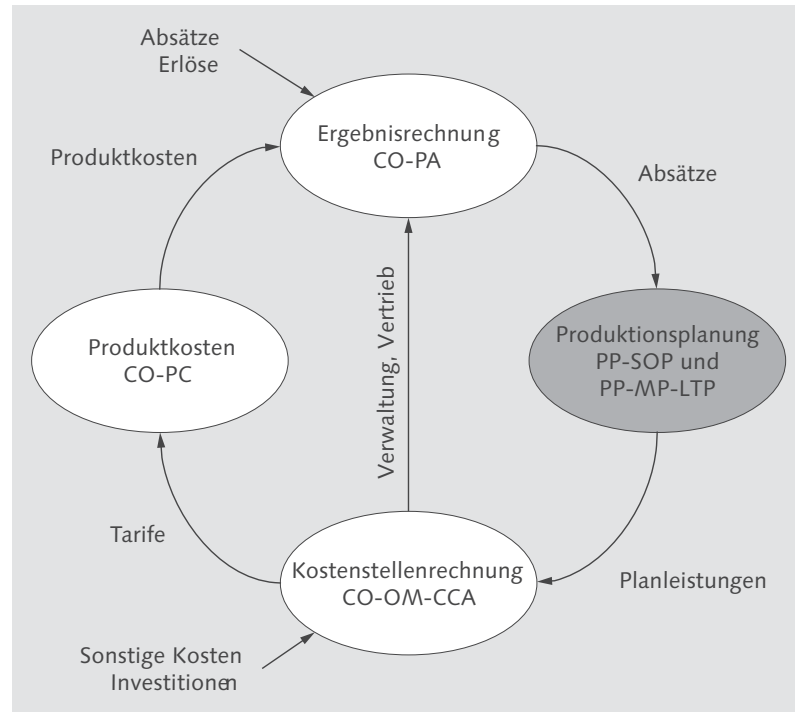 Absätze
Erlöse
Ergebnisrechnung
CO-PA
Produktkosten
Absätze
Verwaltung, Vertrieb
Produktkosten
CO-PC
Produktionsplanung
PP-SOP und
PP-MP-LTP
Tarife
Kostenstellenrechnung
CO-OM-CCA
Planleistungen
Sonstige Kosten
Investitionen